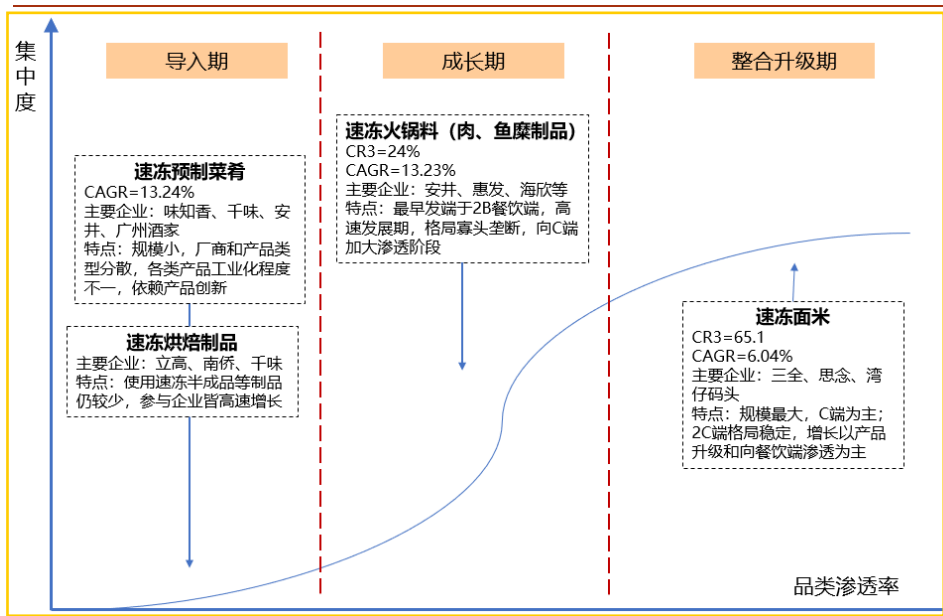 集
中
度
导入期
成长期
整合升级期
速冻预制菜肴
CAGR=13.24%
主要企业：味知香、千味、安
井、广州酒家
特点：规模小，厂商和产品类
型分散，各类产品工业化程度
不一，依赖产品创新
速冻烘焙制品
主要企业：立高、南侨、千味
特点：使用速冻半成品等制品
仍较少，参与企业皆高速增长
速冻火锅料（肉、鱼糜制品）
CR3=24%
CAGR=13.23%
主要企业：安井、惠发、海欣等
特点：最早发端于2B餐饮端，高
速发展期，格局寡头垄断，向C端
加大渗透阶段
速冻面米
CR3=65.1
CAGR=6.04%
主要企业：三全、思念、湾
仔码头
特点：规模最大，C端为主；
2C端格局稳定，增长以产品
升级和向餐饮端渗透为主
品类渗透率